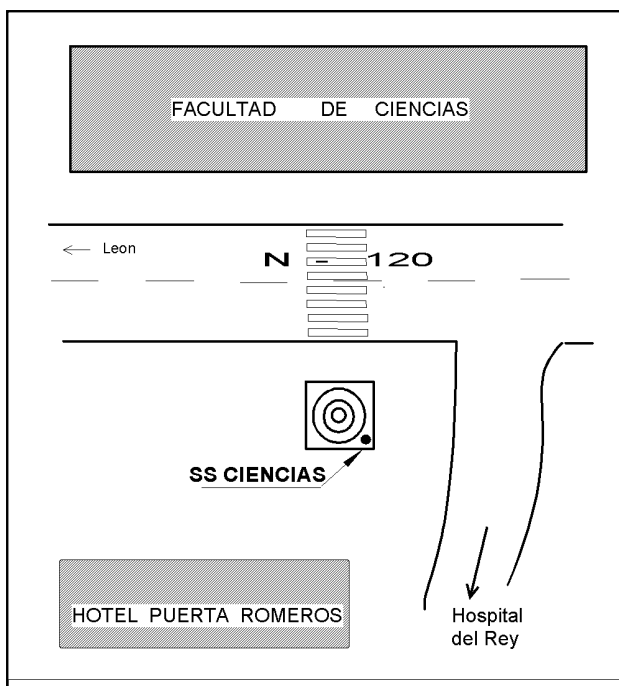 FACULTAD DE CIENCIAS
← Leon
N - 120
SS CIENCIAS
HOTEL PUERTA ROMEROS
Hospital
del Rey